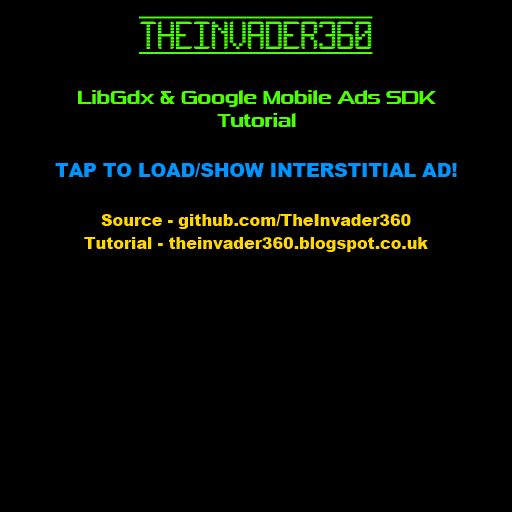 THEINVADER360
LibGdx & Google Mobile Ads SDK
Tutorial
TAP TO LOAD/SHOW INTERSTITIAL AD!
Source - github.com/TheInvader360
Tutorial - theinvader360.blogspot.co.uk